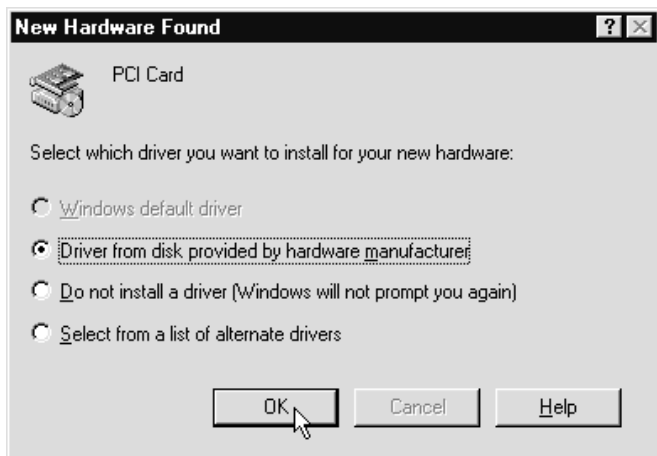 New Hardware Found
PCI Card
Select which driver you want to install for your new hardware:
Windows default driver
Driver from disk provided by hardware manufacturer
Do not install a driver (Windows will not prompt you again)
Select from a list of alternate drivers
OK Cancel Help